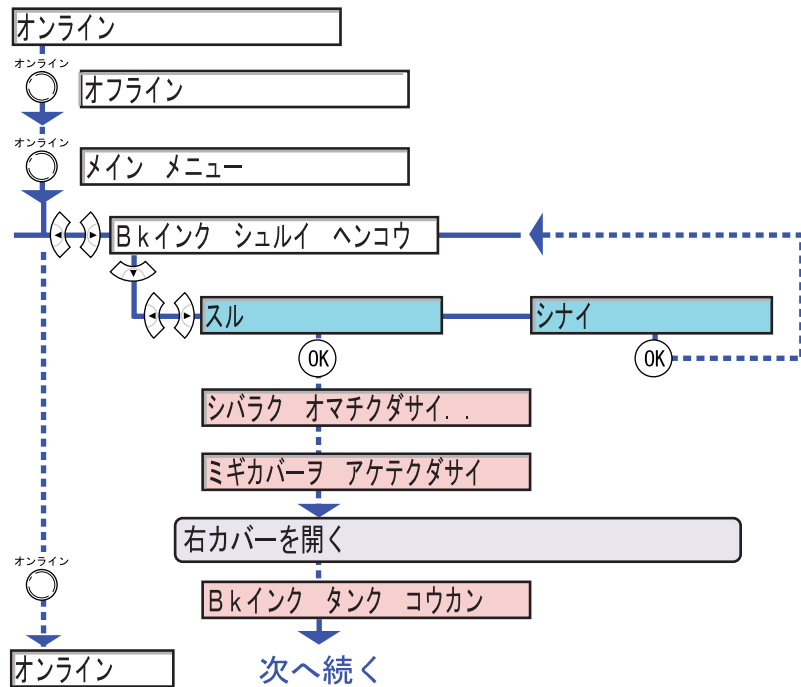 オンライン
オンライン
オフライン
オンライン
メイン メニュー
Bkインク シュルイ ヘンコウ
スル
シナイ
OK
OK
シバラク オマチクダサイ. .
ミギカバーヲ アケテクダサイ
右カバーを開く
オンライン
Bkインク タンク コウカン
オンライン
次へ続く